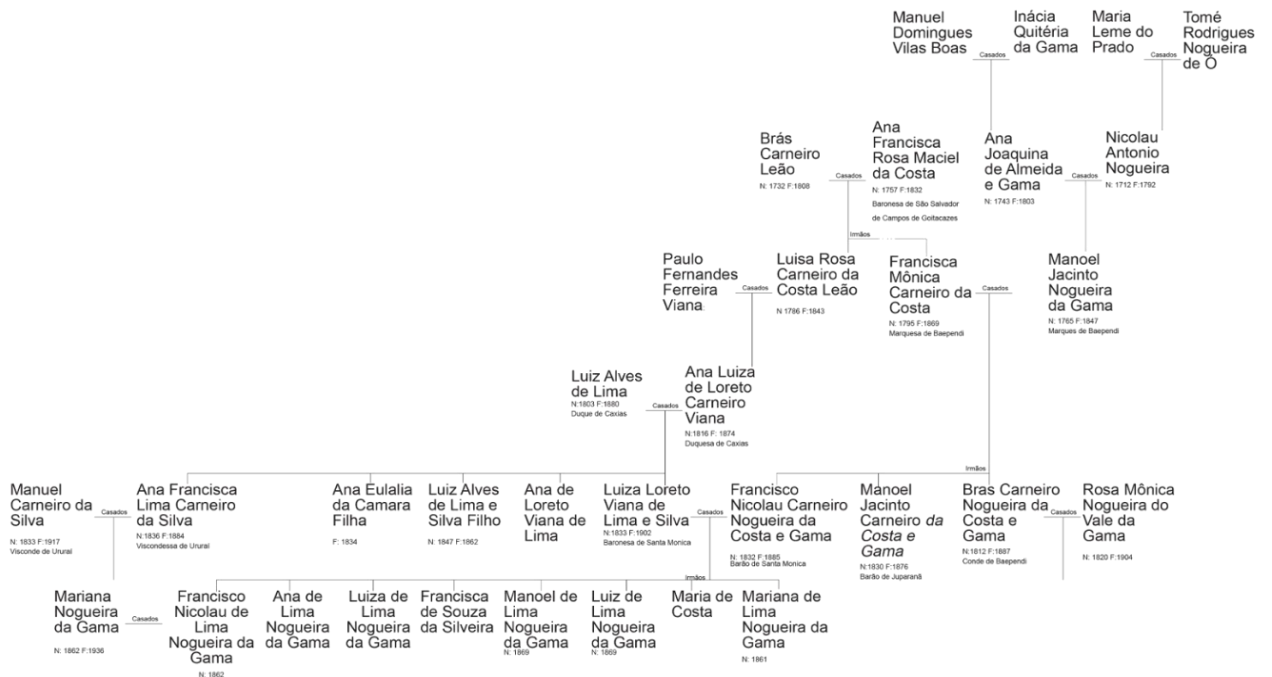 Manuel
Domingues
Vilas Boas
Casados
Inácia
Quitéria
da Gama
Maria
Leme do
Prado
Casados
Tomé
Rodrigues
Nogueira
de Ô
Brás
Carneiro
Leão
N: 1732 F:1808
Casados
Ana
Francisca
Rosa Maciel
da Costa
N: 1757 F:1832
Baronesa de São Salvador
de Campos de Goitacazes
Ana
Joaquina
de Almeida
e Gama
N: 1743 F:1803
Casados
Nicolau
Antonio
Nogueira
N: 1712 F:1792
Irmãos
Paulo
Fernandes
Ferreira
Viana
Casados
Luisa Rosa
Carneiro da
Costa Leão
N 1786 F:1843
Francisca
Mônica
Carneiro da
Costa
N: 1795 F:1869
Marquesa de Baependi
Casados
Manoel
Jacinto
Nogueira
da Gama
N: 1765 F:1847
Marques de Baependi
Luiz Alves
de Lima
N:1803 F:1880
Duque de Caxias
Casados
Ana Luiza
de Loreto
Carneiro
Viana
N:1816 F: 1874
Duquesa de Caxias
Irmãos
Manuel
Carneiro da
Silva
N: 1833 F:1917
Visconde de Ururai
Casados
Ana Francisca
Lima Carneiro
da Silva
N:1836 F:1884
Viscondessa de Ururai
Ana Eulalia
da Camara
Filha
F: 1834
Luiz Alves
de Lima e
Silva Filho
N: 1847 F:1862
Ana de
Loreto
Viana de
Lima
Luiza Loreto
Viana de
Lima e Silva
N:1833 F:1902
Baronesa de Santa Monica
Casados
Francisco
Nicolau Carneiro
Nogueira da
Costa e Gama
N: 1832 F:1885
Barão de Santa Monica
Manoel
Jacinto
Carneiro da
Costa e
Gama
N:1830 F:1876
Barão de Juparanã
Bras Carneiro
Nogueira da
Costa e
Gama
N:1812 F:1887
Conde de Baependi
Casados
Rosa Mônica
Nogueira do
Vale da
Gama
N: 1820 F:1904
Irmãos
Mariana
Nogueira
da Gama
N: 1862 F:1936
Casados
Francisco
Nicolau de
Lima
Nogueira da
Gama
N: 1862
Ana de
Lima
Nogueira
da Gama
Luiza de
Lima
Nogueira
da Gama
Francisca
de Souza
da Silveira
Manoel de
Lima
Nogueira
da Gama
N: 1869
Luiz de
Lima
Nogueira
da Gama
N: 1869
Maria de
Costa
Mariana de
Lima
Nogueira da
Gama
N: 1861